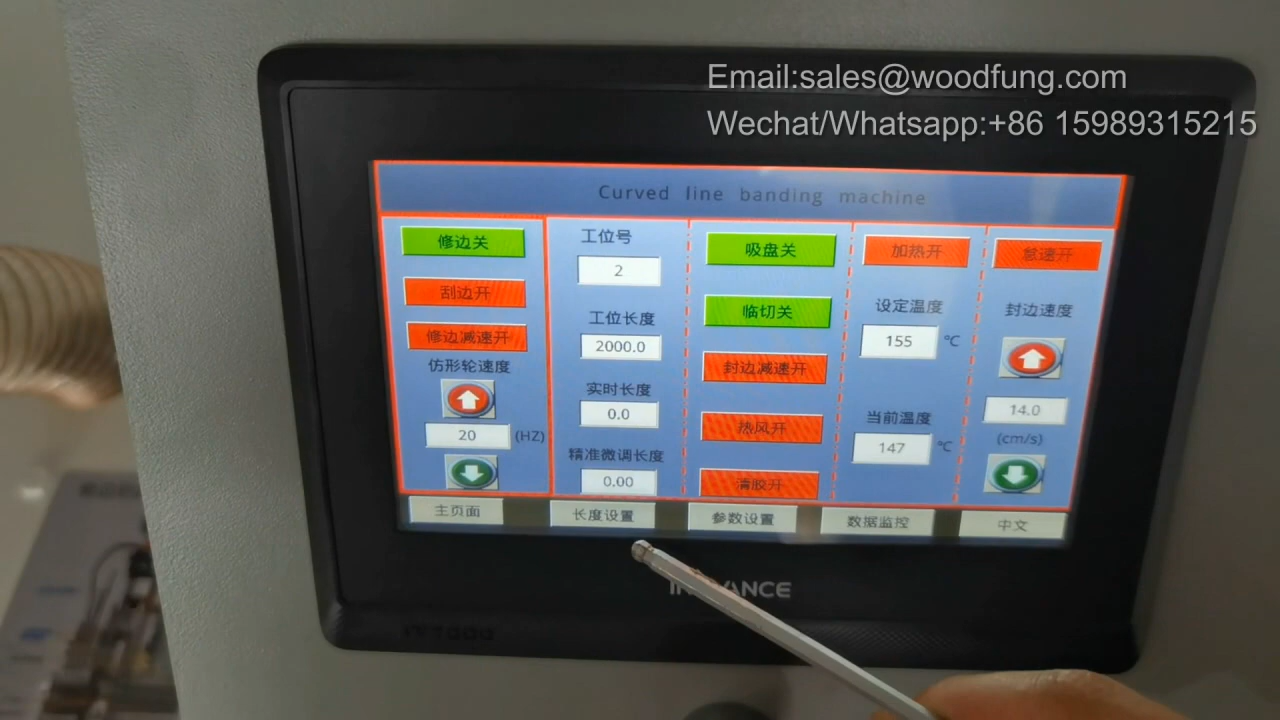 Email:sales@woodfung.com
Wechat/Whatsapp:+86 15989315215
Curved line banding machine
修边关
刮边开
修边减速开
仿形轮速度
20 (HZ)
工位号
2
工位长度
2000.0
实时长度
0.0
精准微调长度
0.00
吸盘关
临切关
封边减速开
热风开
清胶开
加热开
设定温度
155 ℃
当前温度
147 ℃
怠速开
封边速度
14.0
(cm/s)
主页面
长度设置
参数设置
数据监控
中文